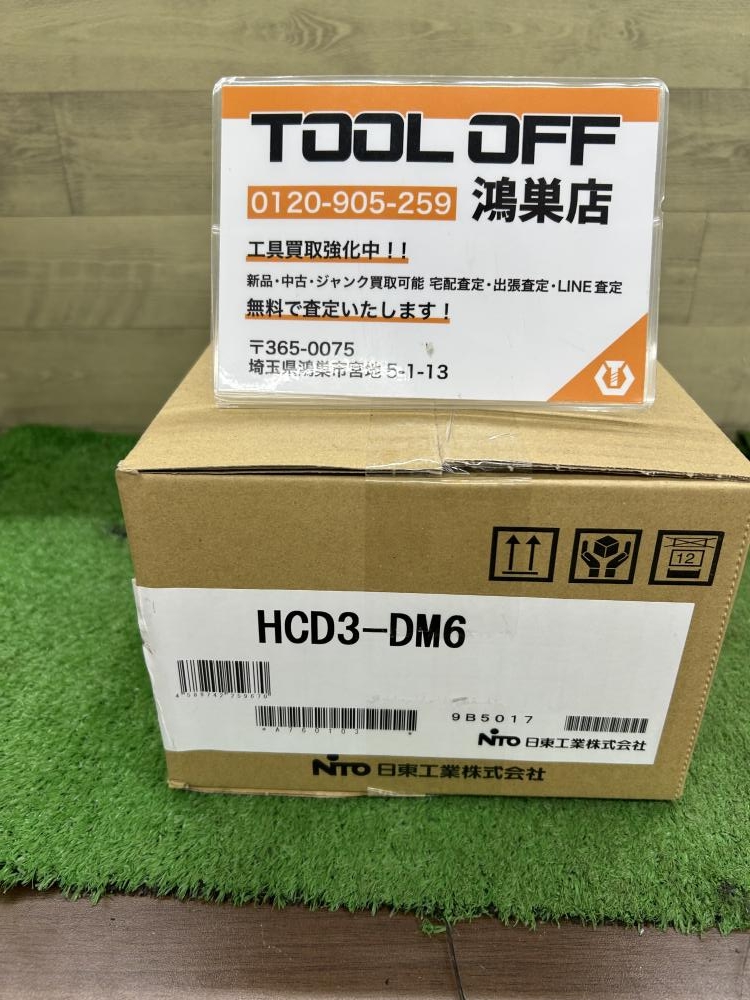 TOOL OFF
0120-905-259 鴻巣店
工具買取強化中！！
新品・中古・ジャンク買取可能 宅配査定・出張査定・LINE査定
無料で査定いたします！
〒365-0075
埼玉県鴻巣市宮地 5-1-13
12
HCD3-DM6
*A760103*
9B5017
NITO 日東工業株式会社
NITO 日東工業株式会社